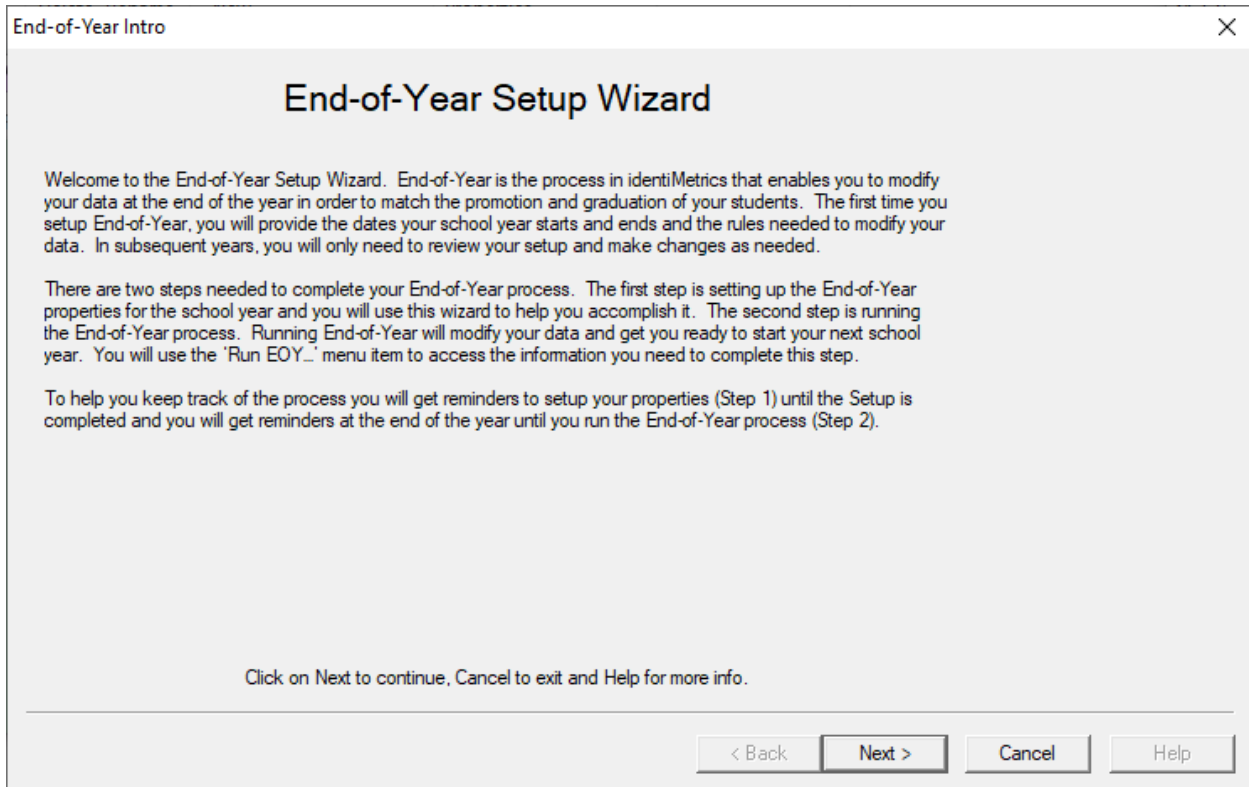 End-of-Year Intro
End-of-Year Setup Wizard
Welcome to the End-of-Year Setup Wizard.  End-of-Year is the process in identiMetrics that enables you to modify
your data at the end of the year in order to match the promotion and graduation of your students.  The first time you
setup End-of-Year, you will provide the dates your school year starts and ends and the rules needed to modify your
data.  In subsequent years, you will only need to review your setup and make changes as needed.
There are two steps needed to complete your End-of-Year process.  The first step is setting up the End-of-Year
properties for the school year and you will use this wizard to help you accomplish it.  The second step is running
the End-of-Year process.  Running End-of-Year will modify your data and get you ready to start your next school
year.  You will use the 'Run EOY...' menu item to access the information you need to complete this step.
To help you keep track of the process you will get reminders to setup your properties (Step 1) until the Setup is
completed and you will get reminders at the end of the year until you run the End-of-Year process (Step 2).
Click on Next to continue, Cancel to exit and Help for more info.
< Back Next > Cancel Help